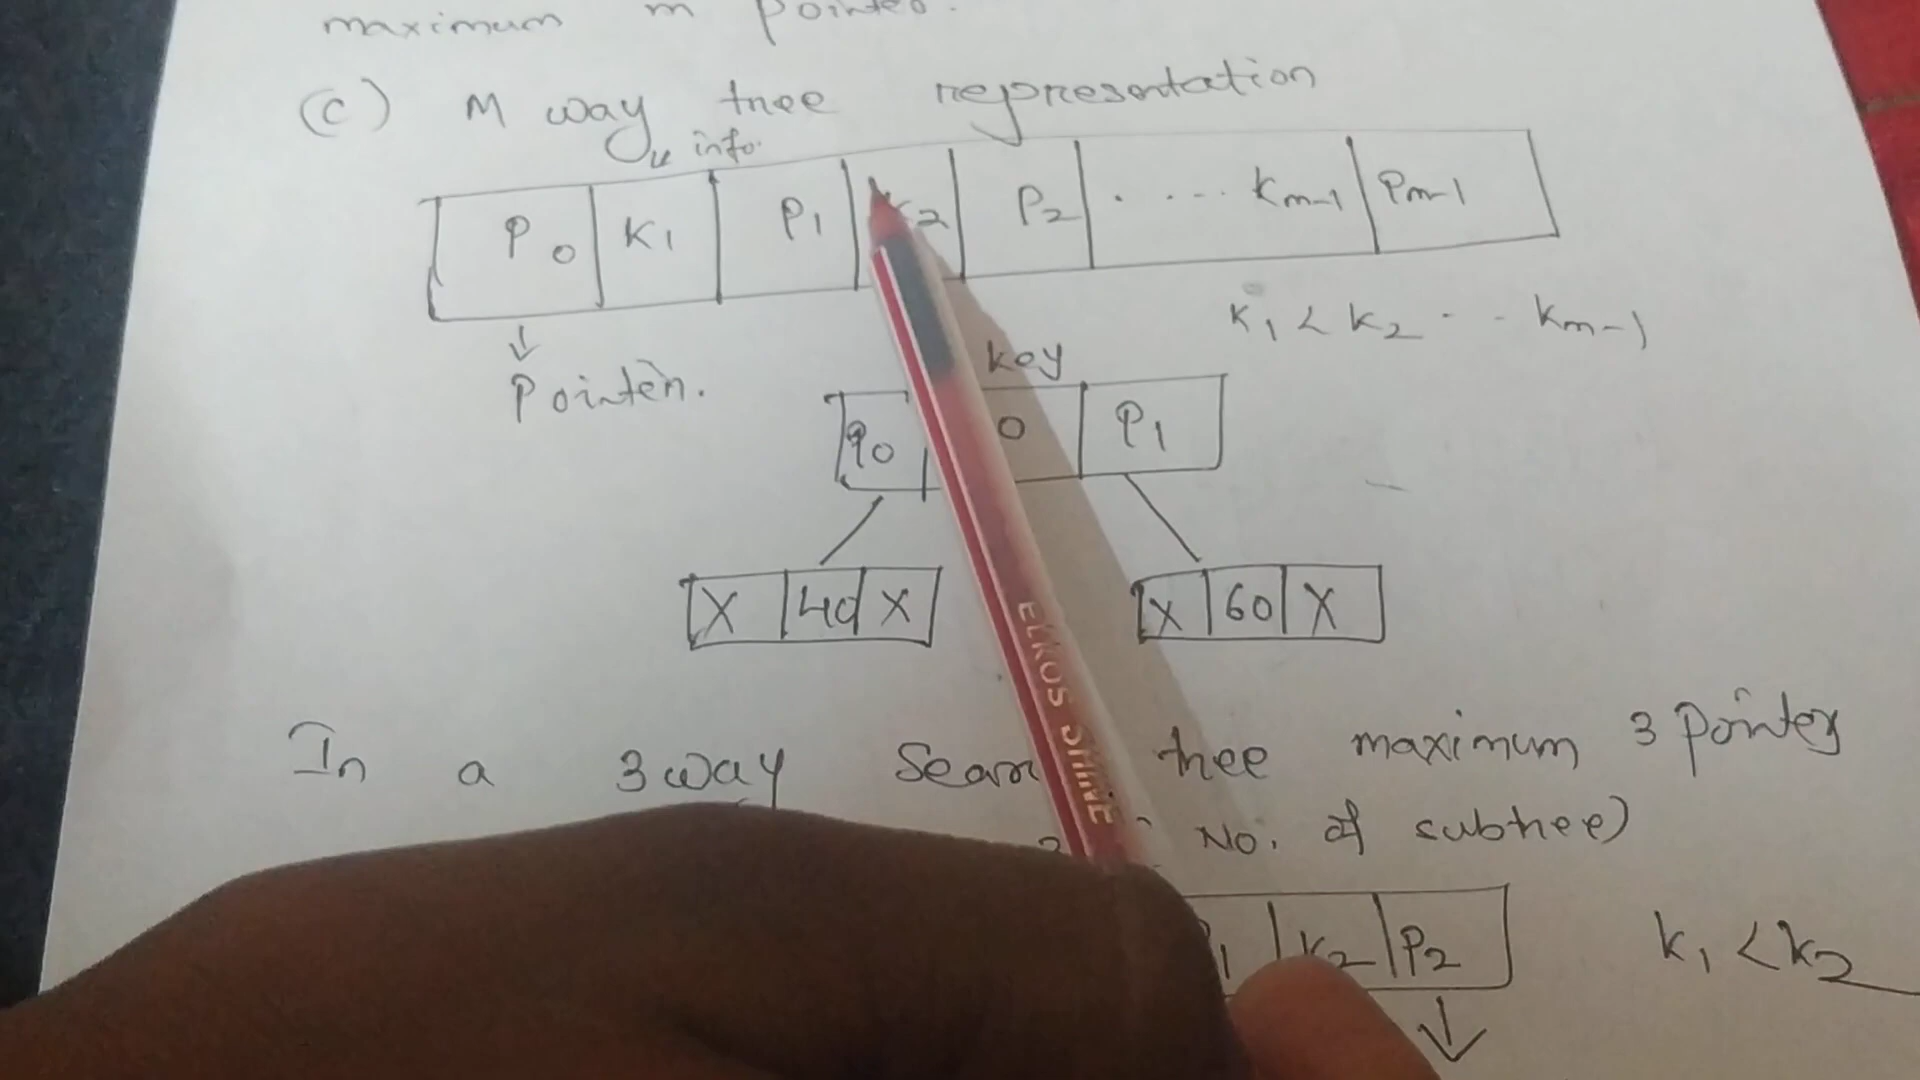 maximum m pointer.
(C) M way tree representation
info.
P0 K1 P1 K2 P2 ..... Km-1 Pm-1
K1 < K2 .. Km-1
Pointer.
key
P0 0 P1
X 40 X X 60 X
In a 3 way Sear tree maximum 3 pointer
No. of subtree)
K2 P2 K1 < K2
ELKOS SHINE